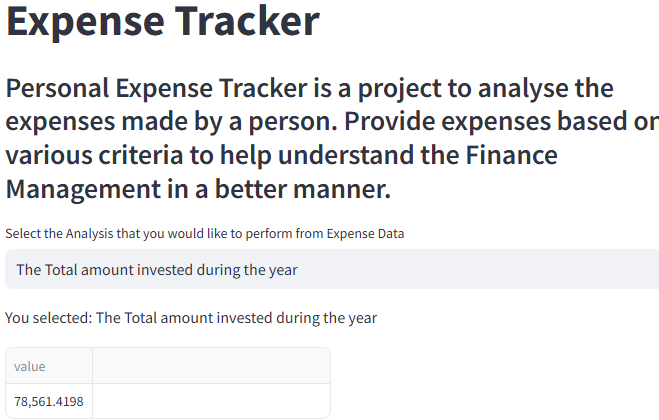 Expense Tracker
Personal Expense Tracker is a project to analyse the
expenses made by a person. Provide expenses based on
various criteria to help understand the Finance
Management in a better manner.
Select the Analysis that you would like to perform from Expense Data
The Total amount invested during the year
You selected: The Total amount invested during the year
value
78,561.4198